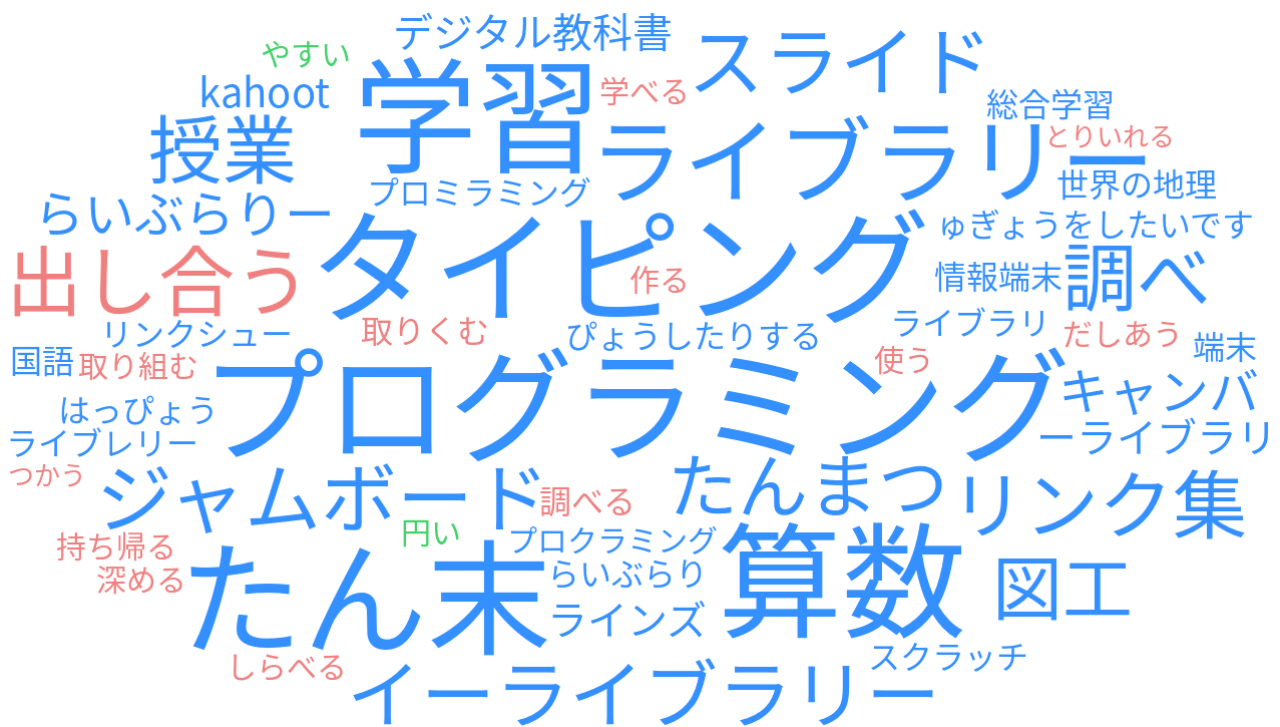 デジタル教科書
スライド
やすい
kahoot
学習
学べる
総合学習
授業
ライブラリー
とりいれる
プロミラミング
世界の地理
らいぶらりー
タイピング
ゅぎょうをしたいです
出し合う
作る
情報端末
調べ
リンクシュー
取りくむ
ぴょうしたりする
ライブラリ
だしあう
端末
国語
取り組む
プログラミング
使う
キャンバ
はっぴょう
ライブレリー
ーライブラリ
つかう
ジャムボード
調べる
たんまつ
リンク集
持ち帰る
円い
プロクラミング
深める
たん末
らいぶらり
算数
図工
ラインズ
しらべる
イーライブラリー
スクラッチ